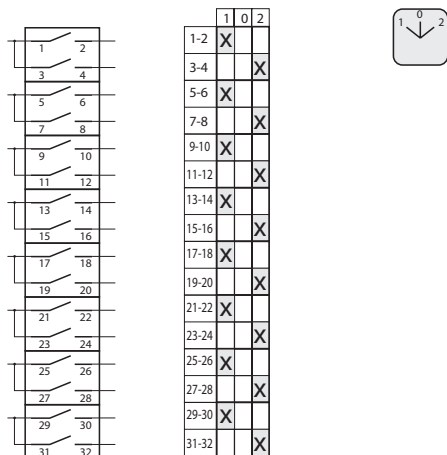 1 0 2
1 0 2
1 2
3 4
5 6
7 8
9 10
11 12
13 14
15 16
17 18
19 20
21 22
23 24
25 26
27 28
29 30
31 32
1-2 X
3-4 X
5-6 X
7-8 X
9-10 X
11-12 X
13-14 X
15-16 X
17-18 X
19-20 X
21-22 X
23-24 X
25-26 X
27-28 X
29-30 X
31-32 X